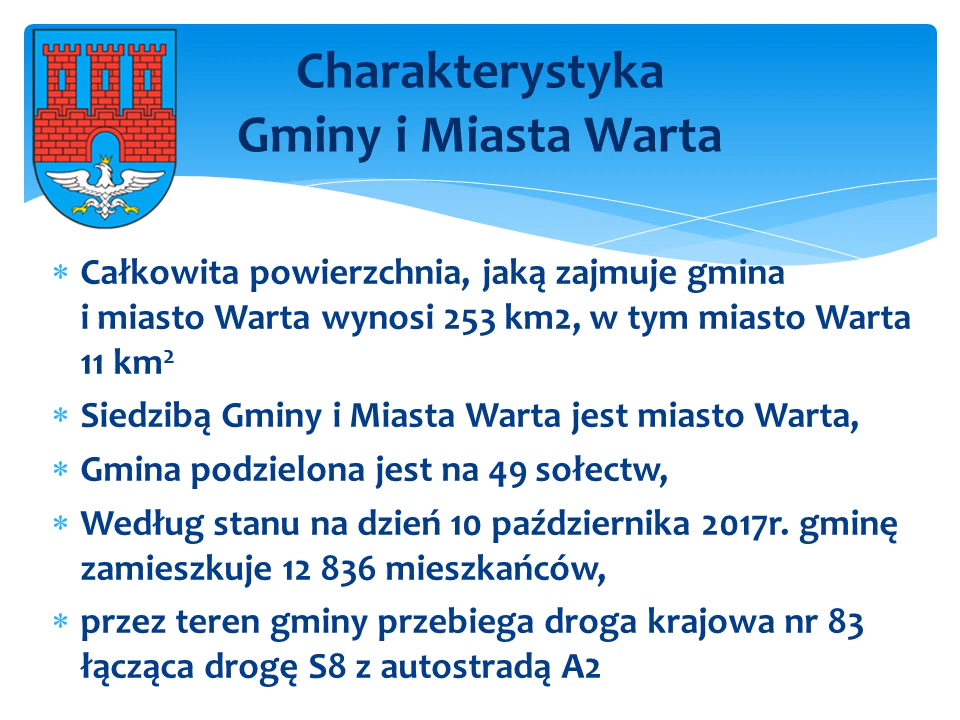 Charakterystyka
Gminy i Miasta Warta
* Całkowita powierzchnia, jaką zajmuje gmina
i miasto Warta wynosi 253 km2, w tym miasto Warta
11 km²
* Siedzibą Gminy i Miasta Warta jest miasto Warta,
* Gmina podzielona jest na 49 sołectw,
* Według stanu na dzień 10 października 2017r. gminę
zamieszkuje 12 836 mieszkańców,
* przez teren gminy przebiega droga krajowa nr 83
łącząca drogę S8 z autostradą A2